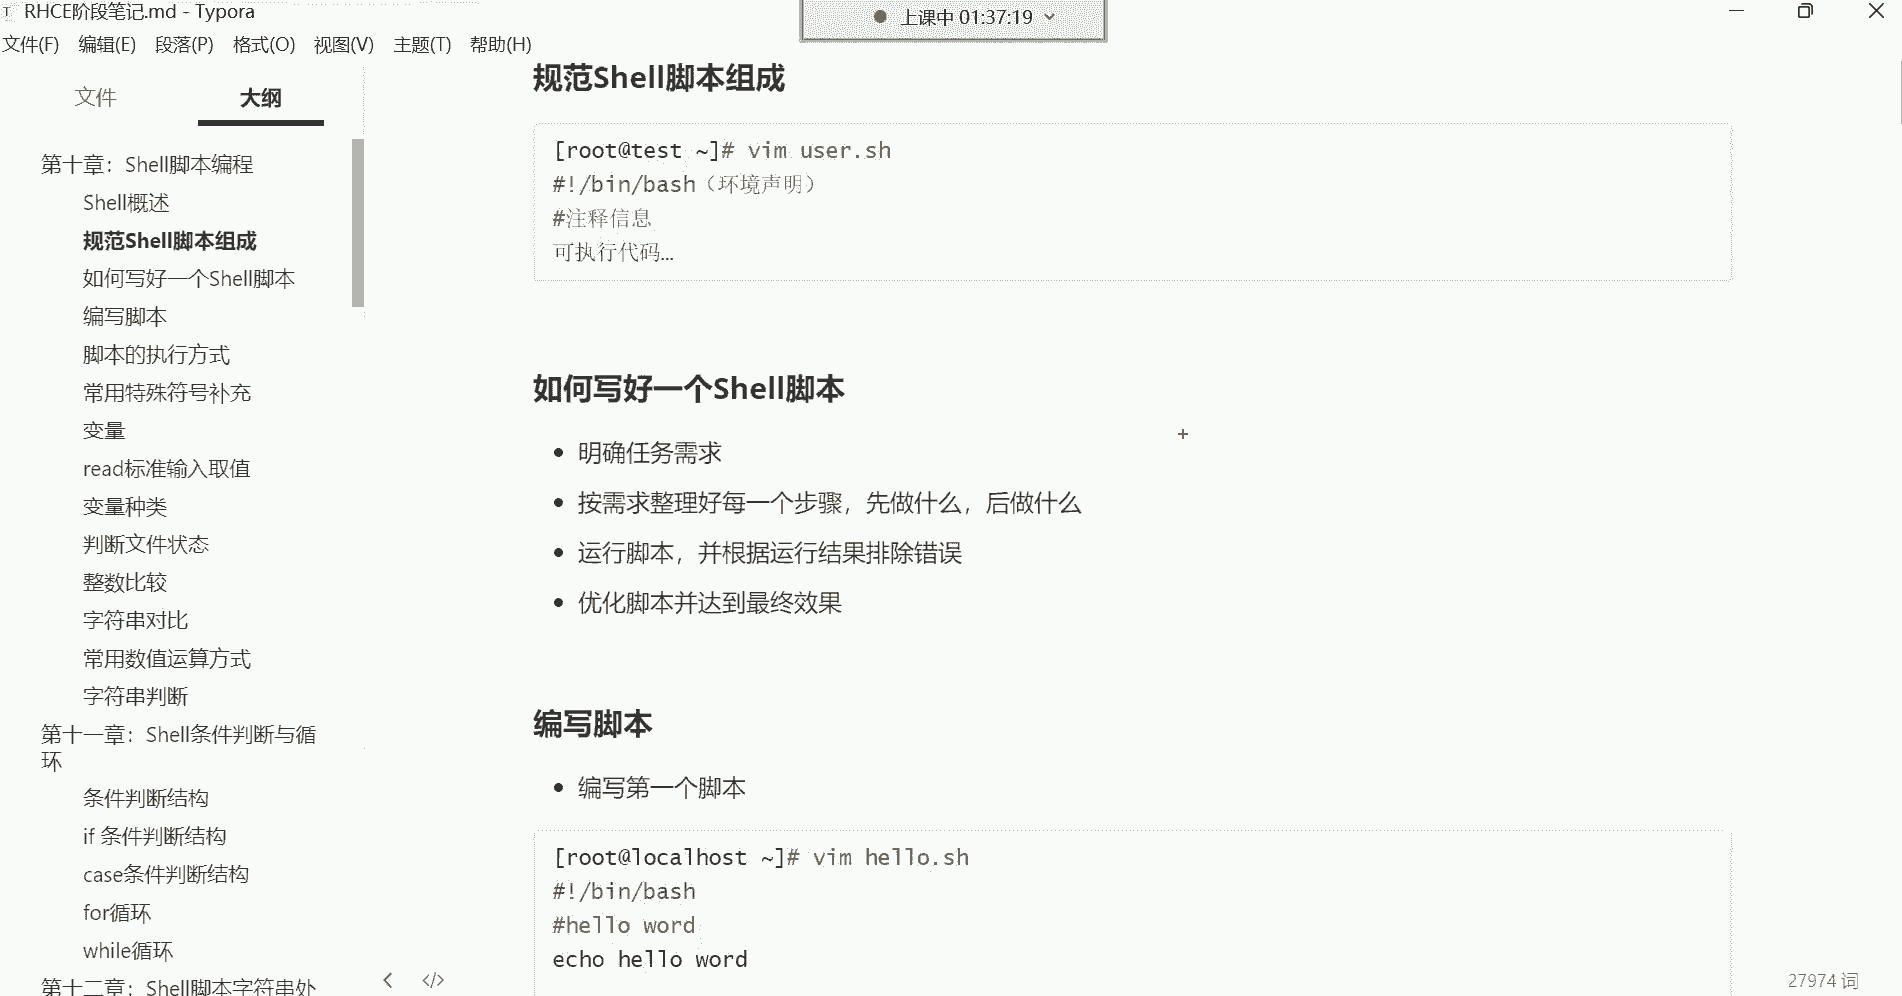 RHCE阶段笔记.md - Typora
上课中 01:37:19
文件(F) 编辑(E) 段落(P) 格式(O) 视图(V) 主题(T) 帮助(H)
文件 大纲
第十章：Shell脚本编程
Shell概述
规范Shell脚本组成
如何写好一个Shell脚本
编写脚本
脚本的执行方式
常用特殊符号补充
变量
read标准输入取值
变量种类
判断文件状态
整数比较
字符串对比
常用数值运算方式
字符串判断
第十一章：Shell条件判断与循
环
条件判断结构
if 条件判断结构
case条件判断结构
for循环
while循环
第十二章：Shell脚本字符串处
规范Shell脚本组成
[root@test ~]# vim user.sh
#!/bin/bash（环境声明）
#注释信息
可执行代码...
如何写好一个Shell脚本
明确任务需求
按需求整理好每一个步骤，先做什么，后做什么
运行脚本，并根据运行结果排除错误
优化脚本并达到最终效果
编写脚本
编写第一个脚本
[root@localhost ~]# vim hello.sh
#!/bin/bash
#hello word
echo hello word
27974 词